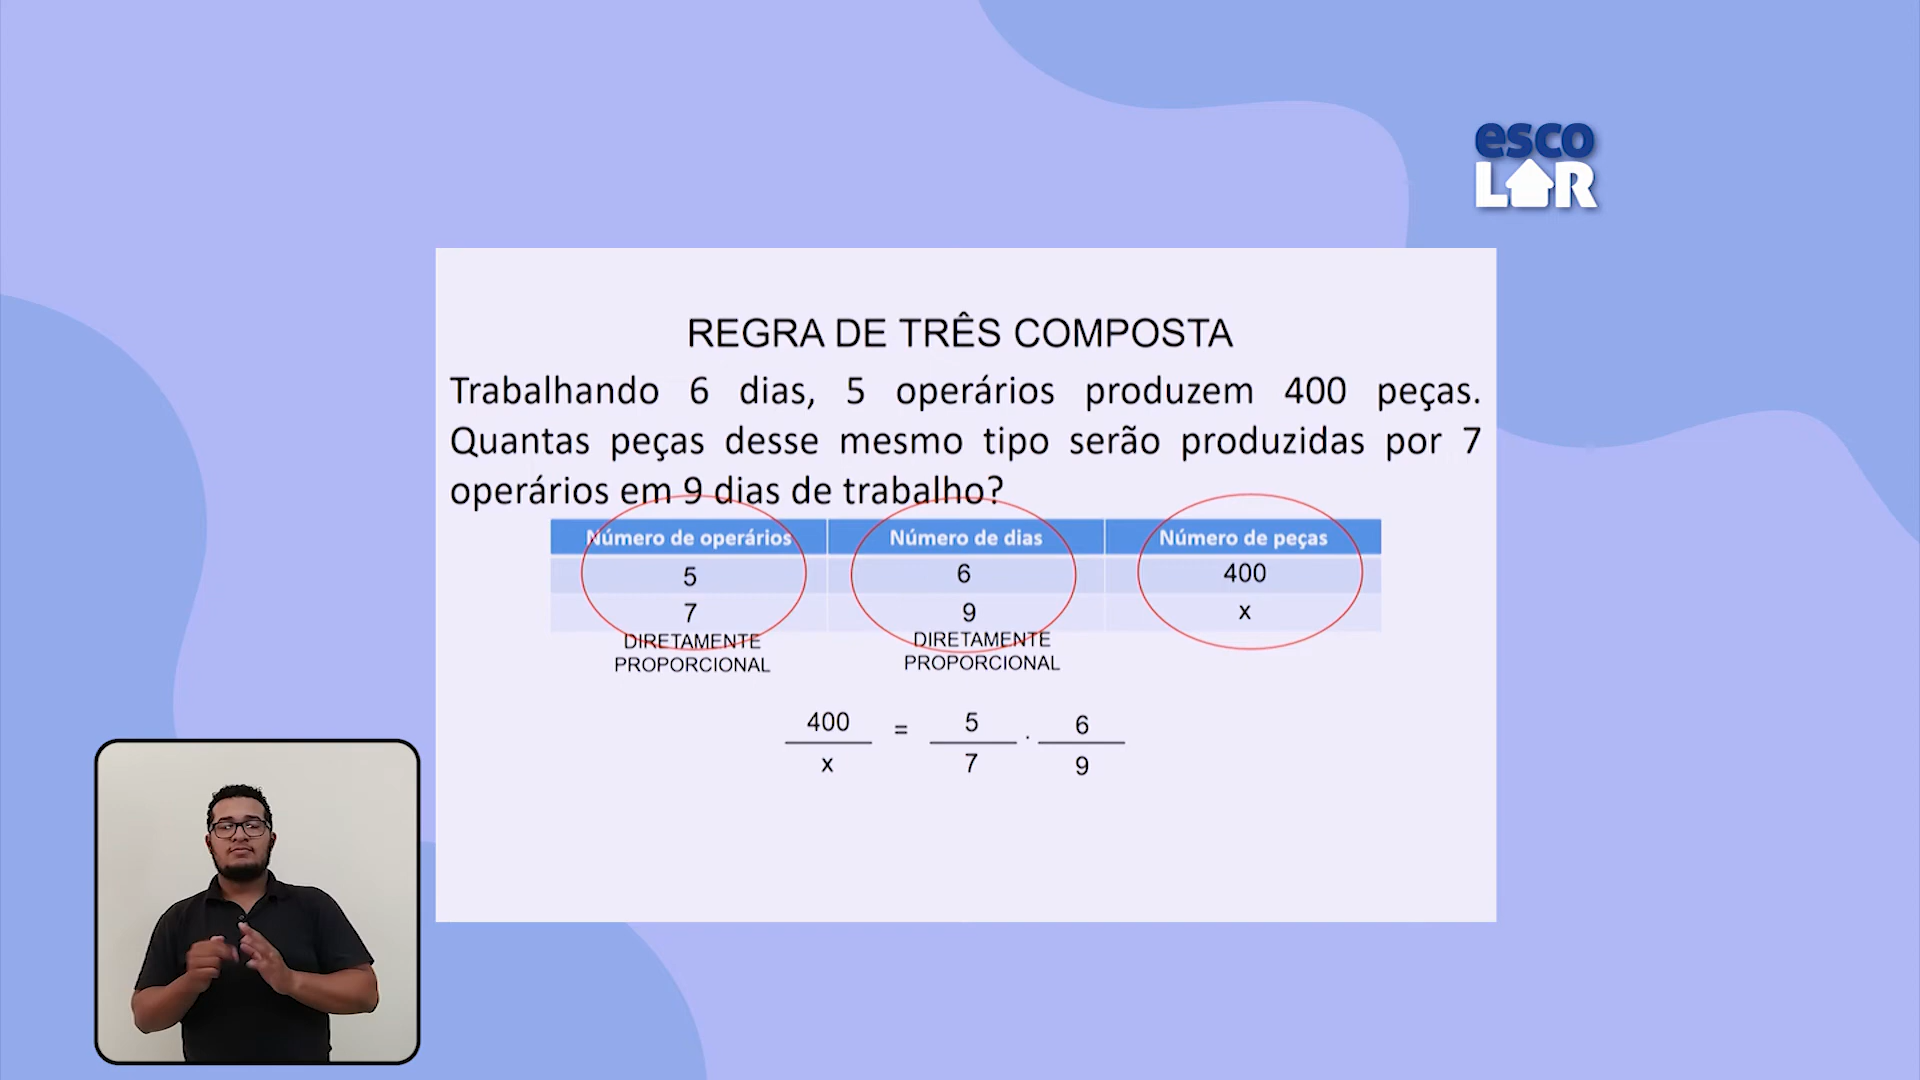 esco
LAR
REGRA DE TRÊS COMPOSTA
Trabalhando 6 dias, 5 operários produzem 400 peças.
Quantas peças desse mesmo tipo serão produzidas por 7
operários em 9 dias de trabalho?
Número de operários Número de dias Número de peças
5 6 400
7 9 x
DIRETAMENTE DIRETAMENTE
PROPORCIONAL PROPORCIONAL
400 = 5 . 6
x 7 9